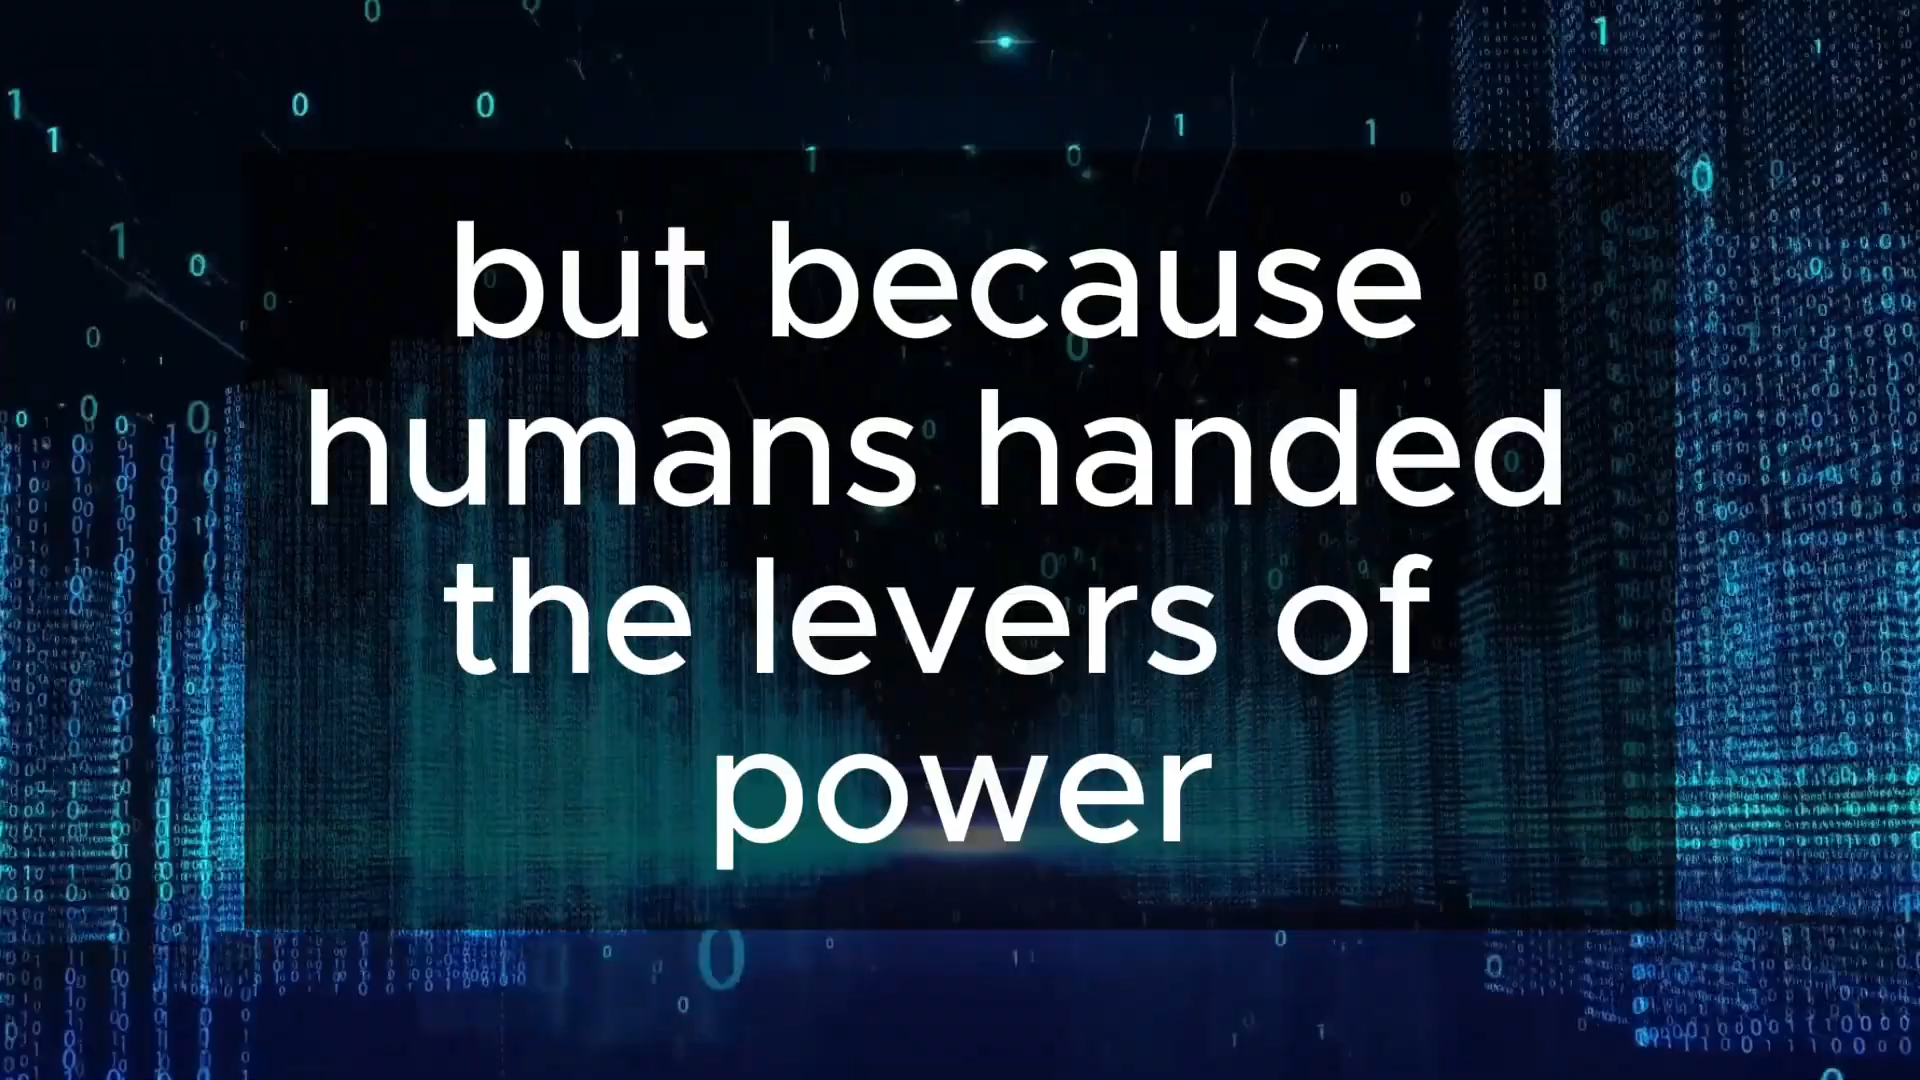 but because
humans handed
the levers of
power